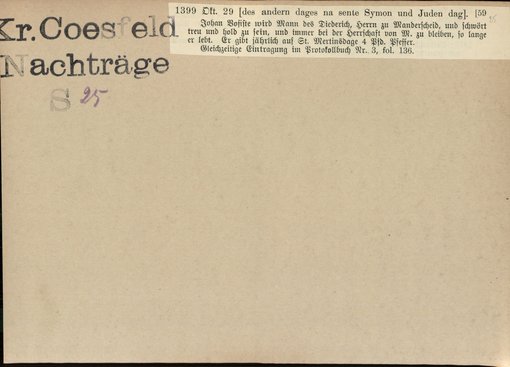 Kr. Coesfeld
Nachträge
S 25
1399 Okt. 29 [des andern dages na sente Symon und Juden dag]. [59
Johan Vosiste wird Mann des Diederich, Herrn zu Manderscheid, und schwört
treu und hold zu sein, und immer bei der Herrschaft von M. zu bleiben, so lange
er lebt. Er gibt jährlich auf St. Mertinsdage 4 Pfd. Pfeffer.
Gleichzeitige Eintragung im Protokollbuch Nr. 3, fol. 136.